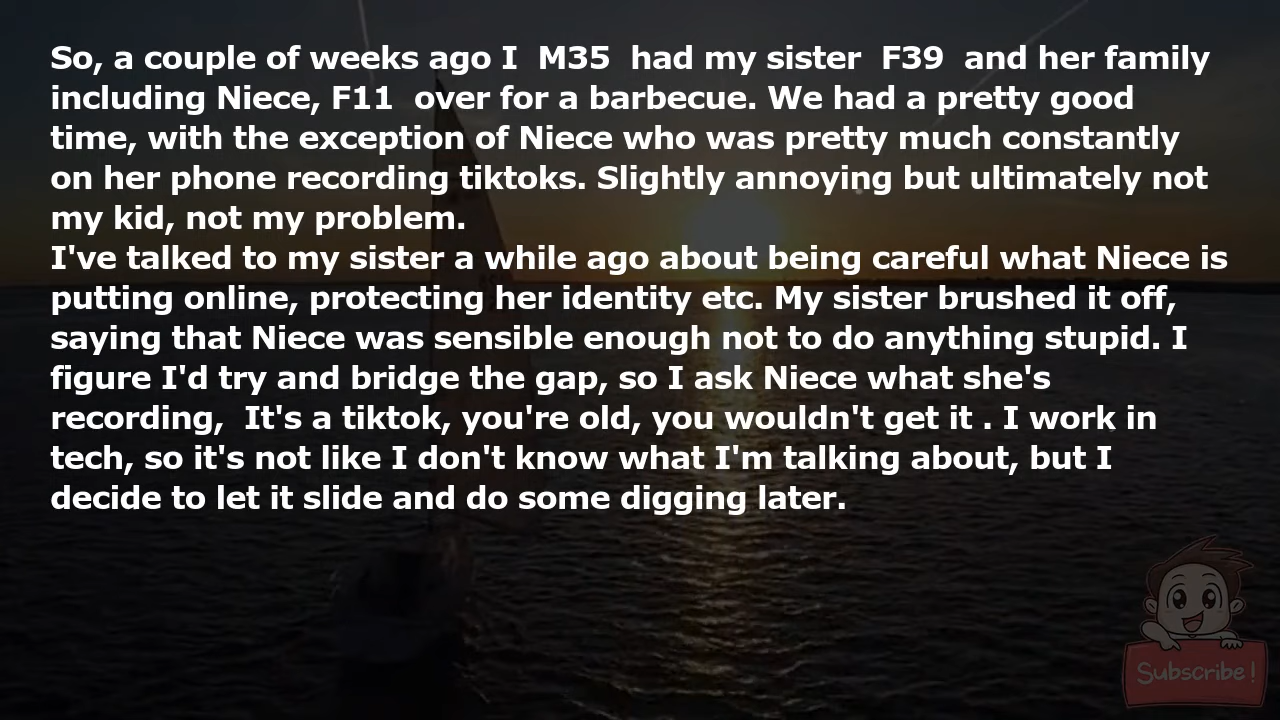 So, a couple of weeks ago I  M35  had my sister  F39  and her family
including Niece, F11  over for a barbecue. We had a pretty good
time, with the exception of Niece who was pretty much constantly
on her phone recording tiktoks. Slightly annoying but ultimately not
my kid, not my problem.
I've talked to my sister a while ago about being careful what Niece is
putting online, protecting her identity etc. My sister brushed it off,
saying that Niece was sensible enough not to do anything stupid. I
figure I'd try and bridge the gap, so I ask Niece what she's
recording,  It's a tiktok, you're old, you wouldn't get it . I work in
tech, so it's not like I don't know what I'm talking about, but I
decide to let it slide and do some digging later.
Subscribe!